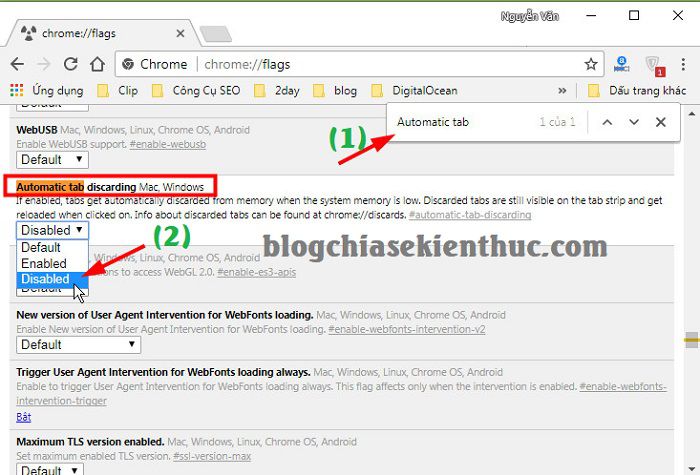 Nguyễn Văn
chrome://flags
Chrome chrome://flags
Ứng dụng Clip Công Cụ SEO 2day blog DigitalOcean » Dấu trang khác
Automatic tab 1 của 1
(1)
Default
WebUSB Mac, Windows, Linux, Chrome OS, Android
Enable WebUSB support. #enable-webusb
Default
Automatic tab discarding Mac, Windows
If enabled, tabs get automatically discarded from memory when the system memory is low. Discarded tabs are still visible on the tab strip and get
reloaded when clicked on. Info about discarded tabs can be found at chrome://discards. #automatic-tab-discarding
Disabled
(2)
Default
Enabled
Disabled
blogchiasekienthuc.com
Windows, Linux, Chrome OS, Android
to access WebGL 2.0. #enable-es3-apis
Default
New version of User Agent Intervention for WebFonts loading. Mac, Windows, Linux, Chrome OS, Android
Enable New version of User Agent Intervention for WebFonts loading. #enable-webfonts-intervention-v2
Default
Trigger User Agent Intervention for WebFonts loading always. Mac, Windows, Linux, Chrome OS, Android
Enable to trigger User Agent Intervention for WebFonts loading always. This flag affects only when the intervention is enabled. #enable-webfonts-
intervention-trigger
Bật
Maximum TLS version enabled. Mac, Windows, Linux, Chrome OS, Android
Set maximum enabled TLS version. #ssl-version-max
Default